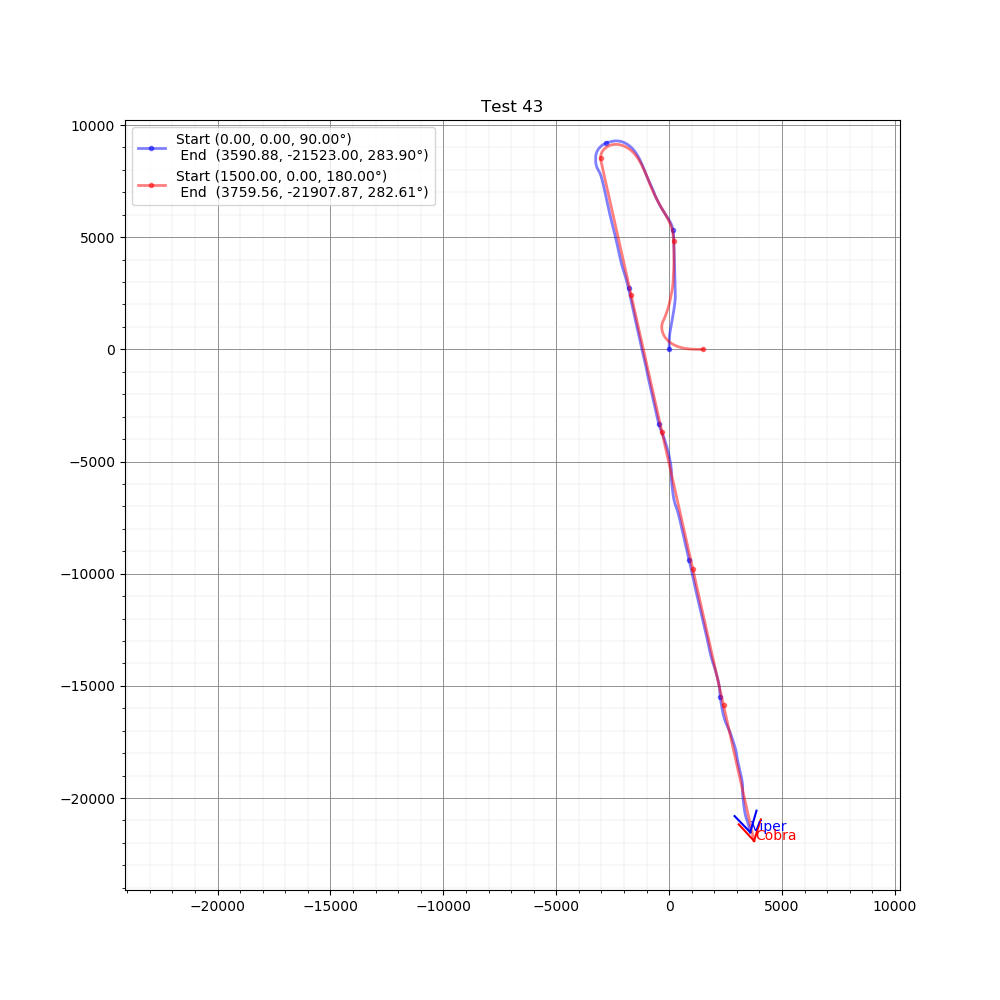 Test 43
Start (0.00, 0.00, 90.00°)
End (3590.88, -21523.00, 283.90°)
Start (1500.00, 0.00, 180.00°)
End (3759.56, -21907.87, 282.61°)
10000
5000
0
−5000
−10000
−15000
−20000
Viper
Cobra
−20000 −15000 −10000 −5000 0 5000 10000